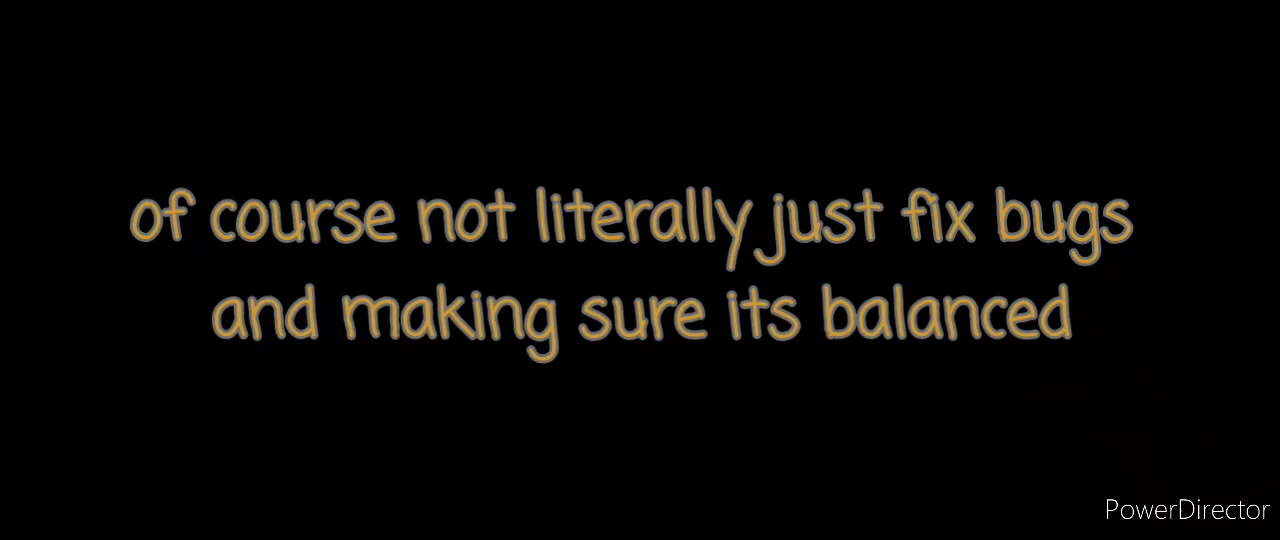 of course not literally just fix bugs
and making sure its balanced
PowerDirector